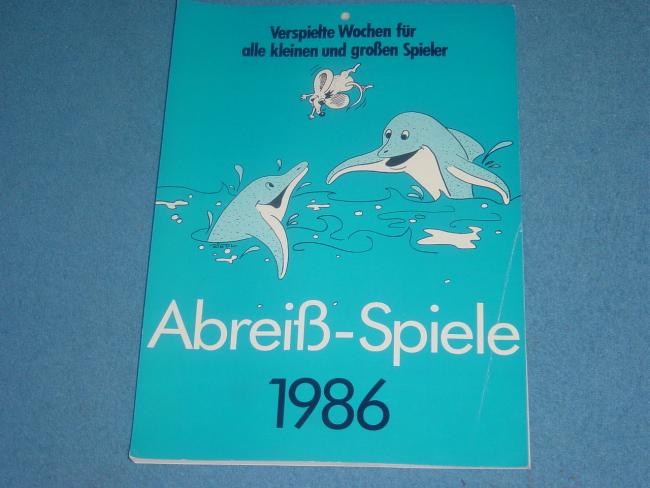 Verspielte Wochen für
alle kleinen und großen Spieler
Abreiß-Spiele
1986